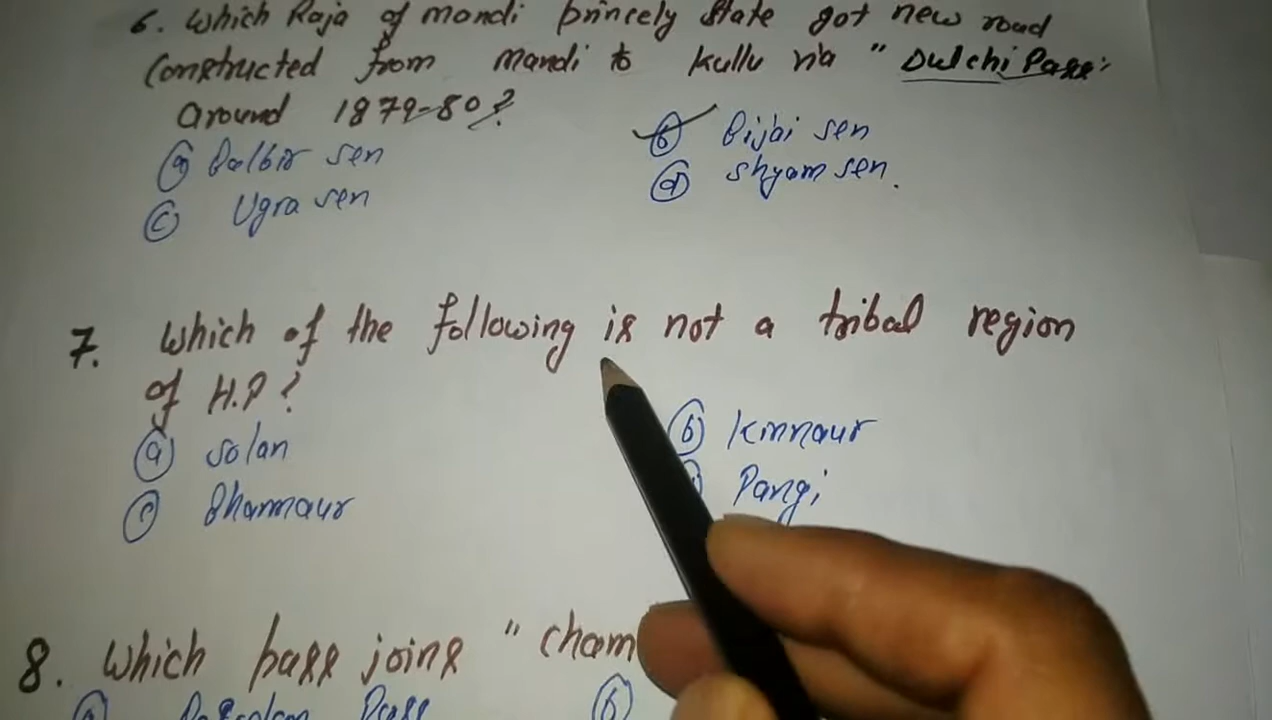 6. Which Raja of mandi princely state got new road
Constructed from Mandi to Kullu via "Dulchi Pass"
Around 1879-80?
(a) Balbir sen (b) Bijai sen
(c) Ugra sen (d) Shyam sen.
7. Which of the following is not a tribal region
of H.P?
(a) Solan (b) Kinnaur
(c) Bharmaur Pangi
8. Which pass joins "Cham
(a) Pass (b)